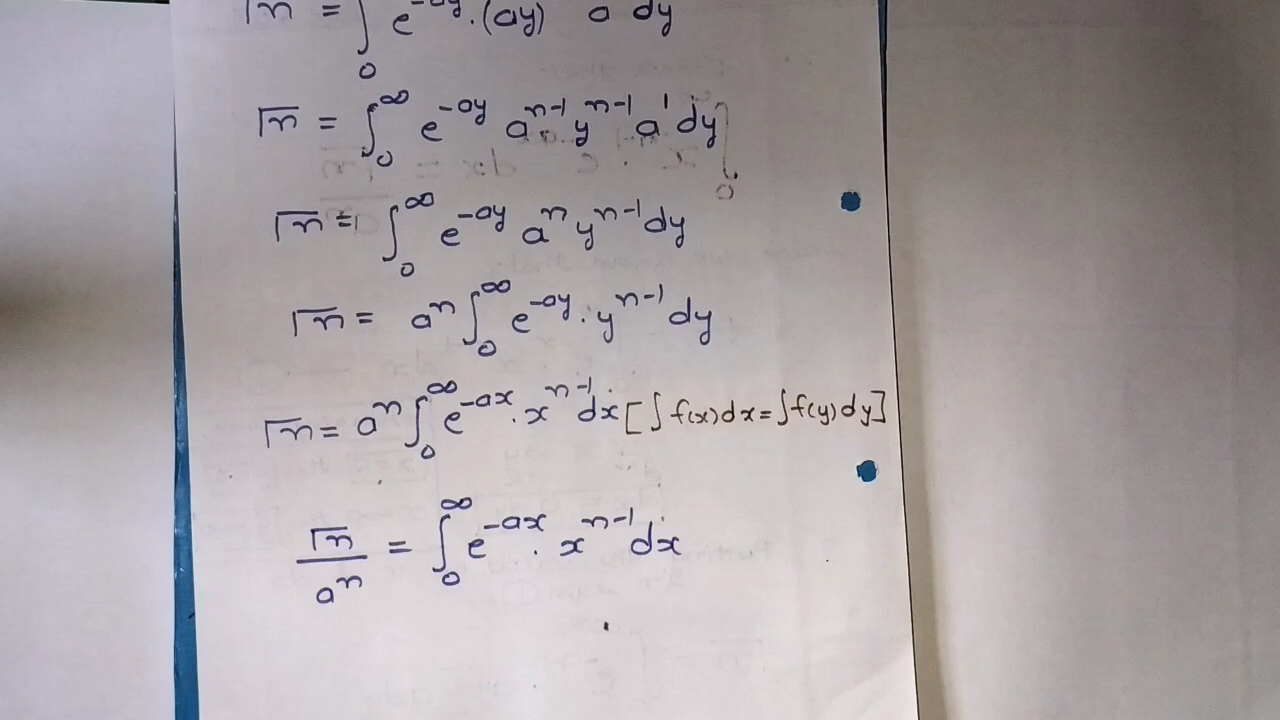 Γn = ∫₀ e^-ay . (ay) a dy
Γn = ∫₀^∞ e^-ay a^n-1 y^n-1 a^1 dy
Γn = ∫₀^∞ e^-ay a^n y^n-1 dy
Γn = a^n ∫₀^∞ e^-ay . y^n-1 dy
Γn = a^n ∫₀^∞ e^-ax . x^n-1 dx [∫f(x)dx=∫f(y)dy]
Γn/a^n = ∫₀^∞ e^-ax . x^n-1 dx